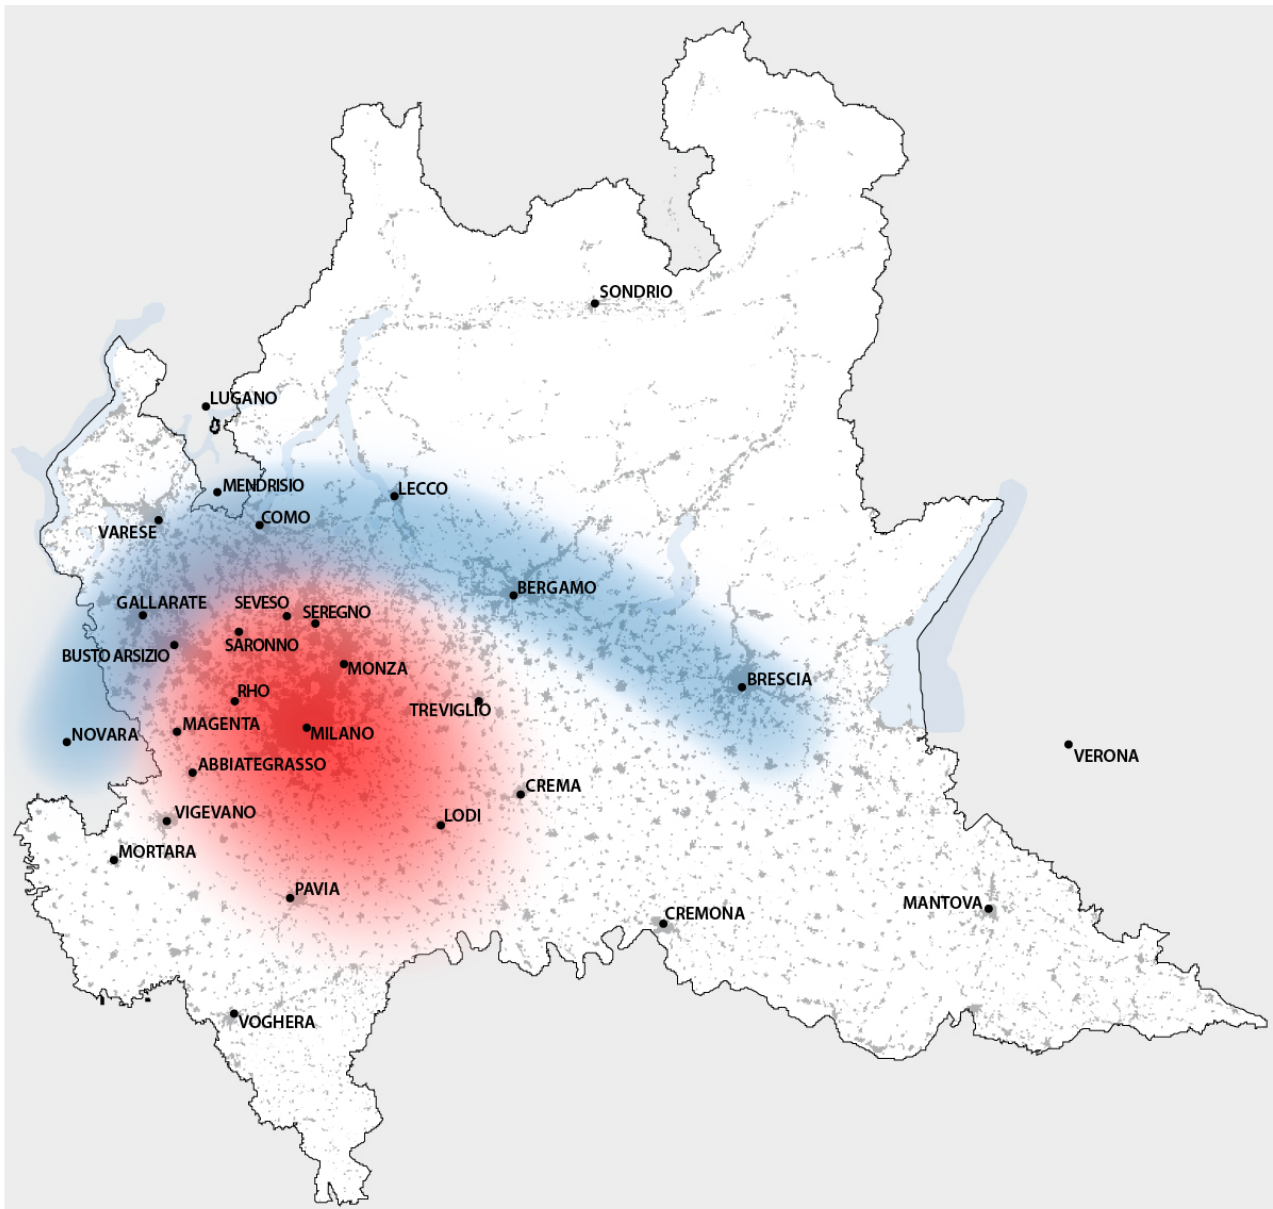 SONDRIO
LUGANO
MENDRISIO
LECCO
COMO
VARESE
BERGAMO
GALLARATE
SEVESO
SEREGNO
SARONNO
BUSTO ARSIZIO
MONZA
BRESCIA
RHO
TREVIGLIO
MAGENTA
MILANO
NOVARA
VERONA
ABBIATEGRASSO
CREMA
VIGEVANO
LODI
MORTARA
PAVIA
MANTOVA
CREMONA
VOGHERA